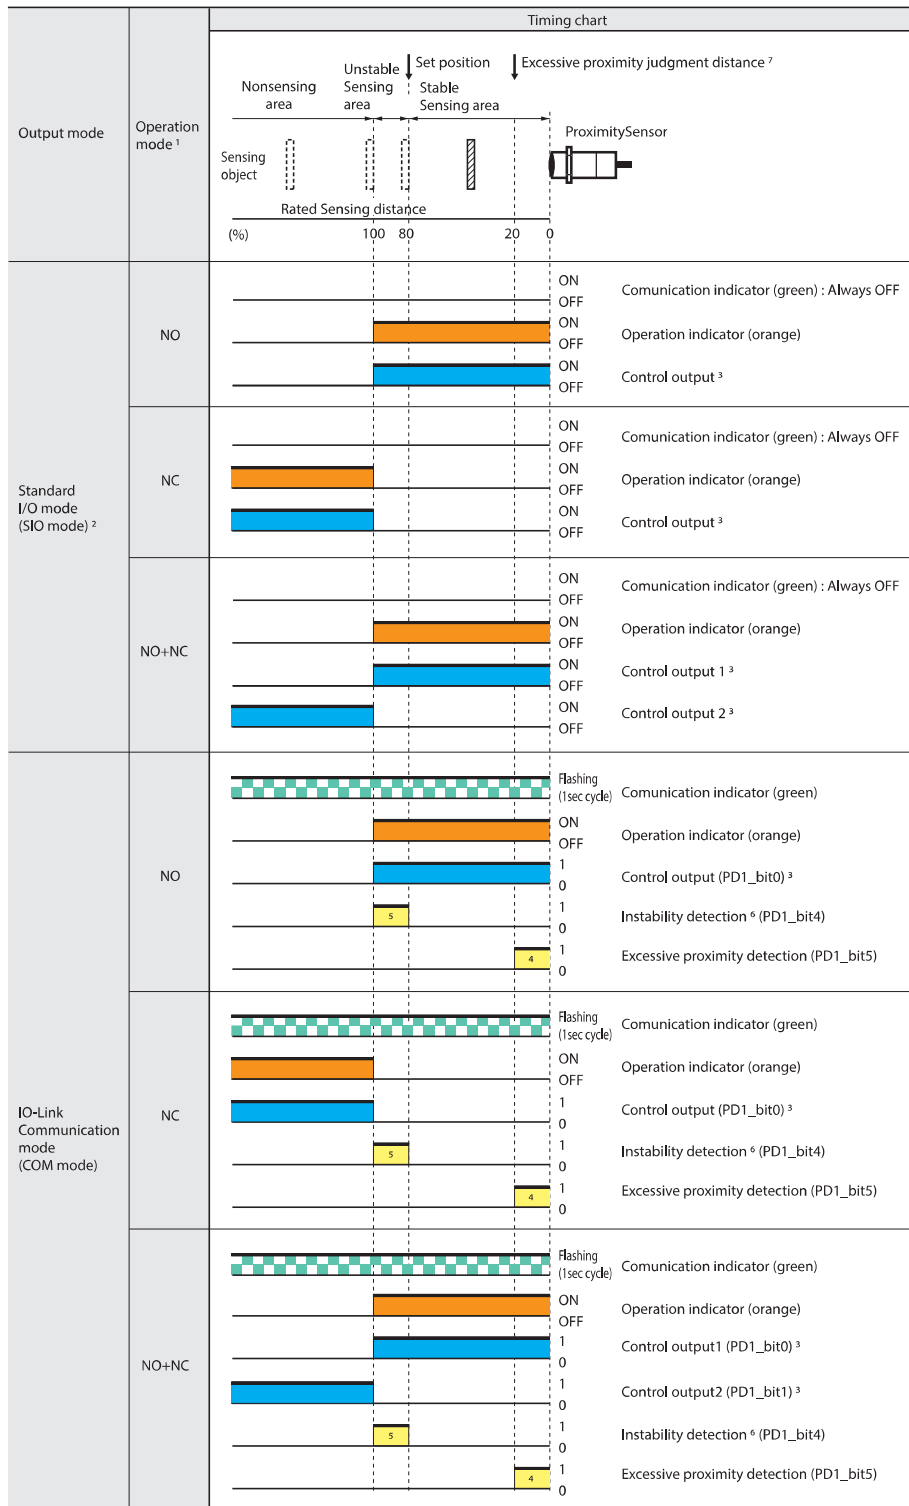 Timing chart
Output mode
Operation
mode ¹
Nonsensing
area
Unstable
Sensing
area
Set position
Stable
Sensing area
Excessive proximity judgment distance ⁷
ProximitySensor
Sensing
object
Rated Sensing distance
(%) 100 80 20 0
Standard
I/O mode
(SIO mode) ²
NO
ON
OFF
Comunication indicator (green) : Always OFF
ON
OFF
Operation indicator (orange)
ON
OFF
Control output ³
NC
ON
OFF
Comunication indicator (green) : Always OFF
ON
OFF
Operation indicator (orange)
ON
OFF
Control output ³
NO+NC
ON
OFF
Comunication indicator (green) : Always OFF
ON
OFF
Operation indicator (orange)
ON
OFF
Control output 1 ³
ON
OFF
Control output 2 ³
IO-Link
Communication
mode
(COM mode)
NO
Flashing
(1sec cycle)
Comunication indicator (green)
ON
OFF
Operation indicator (orange)
1
0
Control output (PD1_bit0) ³
5
1
0
Instability detection ⁶ (PD1_bit4)
4
1
0
Excessive proximity detection (PD1_bit5)
NC
Flashing
(1sec cycle)
Comunication indicator (green)
ON
OFF
Operation indicator (orange)
1
0
Control output (PD1_bit0) ³
5
1
0
Instability detection ⁶ (PD1_bit4)
4
1
0
Excessive proximity detection (PD1_bit5)
NO+NC
Flashing
(1sec cycle)
Comunication indicator (green)
ON
OFF
Operation indicator (orange)
1
0
Control output1 (PD1_bit0) ³
1
0
Control output2 (PD1_bit1) ³
5
1
0
Instability detection ⁶ (PD1_bit4)
4
1
0
Excessive proximity detection (PD1_bit5)